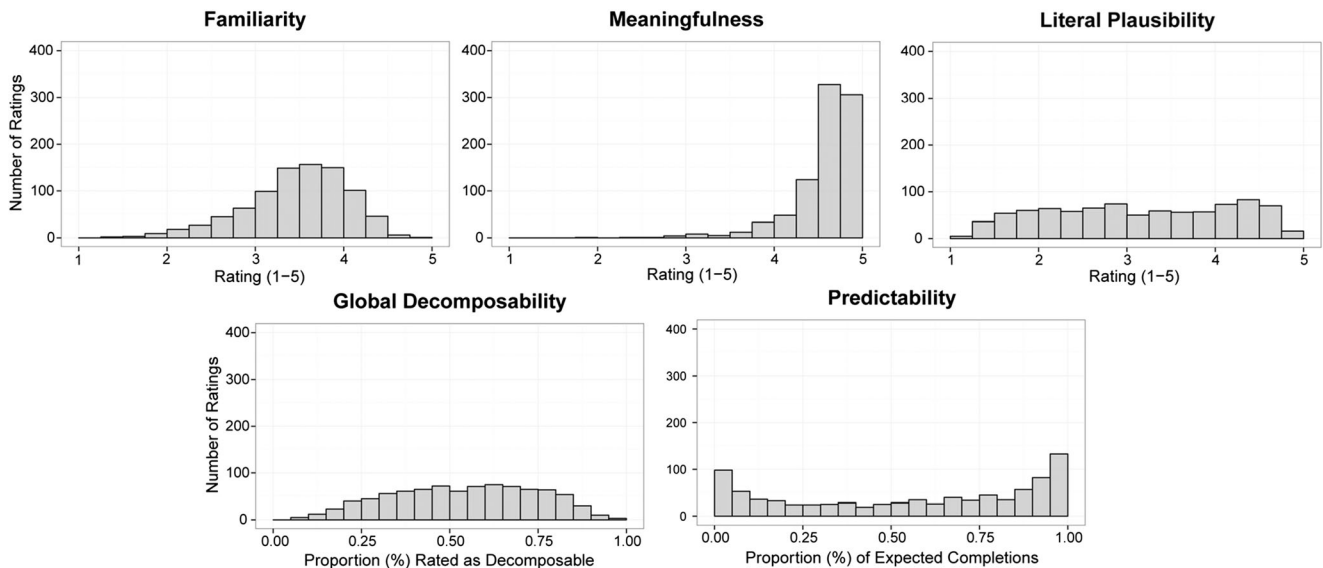 Familiarity
Meaningfulness
Literal Plausibility
Number of Ratings
400
300
200
100
0
1 2 3 4 5
Rating (1−5)
400
300
200
100
0
1 2 3 4 5
Rating (1−5)
400
300
200
100
0
1 2 3 4 5
Rating (1−5)
Global Decomposability
Predictability
Number of Ratings
400
300
200
100
0
0.00 0.25 0.50 0.75 1.00
Proportion (%) Rated as Decomposable
400
300
200
100
0
0.00 0.25 0.50 0.75 1.00
Proportion (%) of Expected Completions